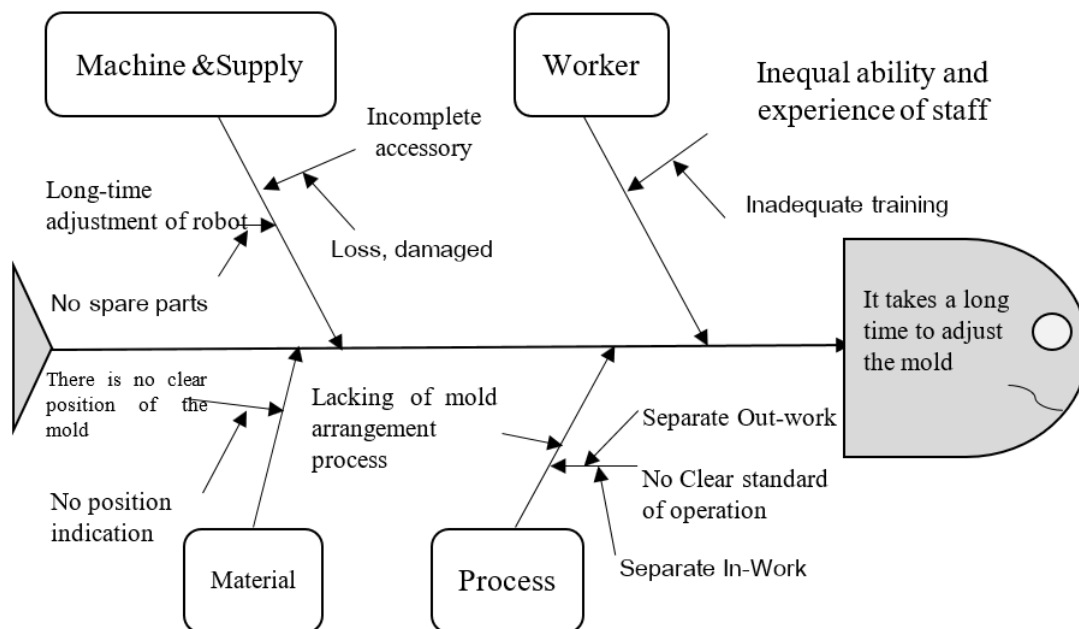 Machine &Supply
Worker
Inequal ability and
experience of staff
Incomplete
accessory
Long-time
adjustment of robot
Loss, damaged
Inadequate training
No spare parts
It takes a long
time to adjust
the mold
There is no clear
position of the
mold
Lacking of mold
arrangement
process
Separate Out-work
No Clear standard
of operation
No position
indication
Separate In-Work
Material
Process